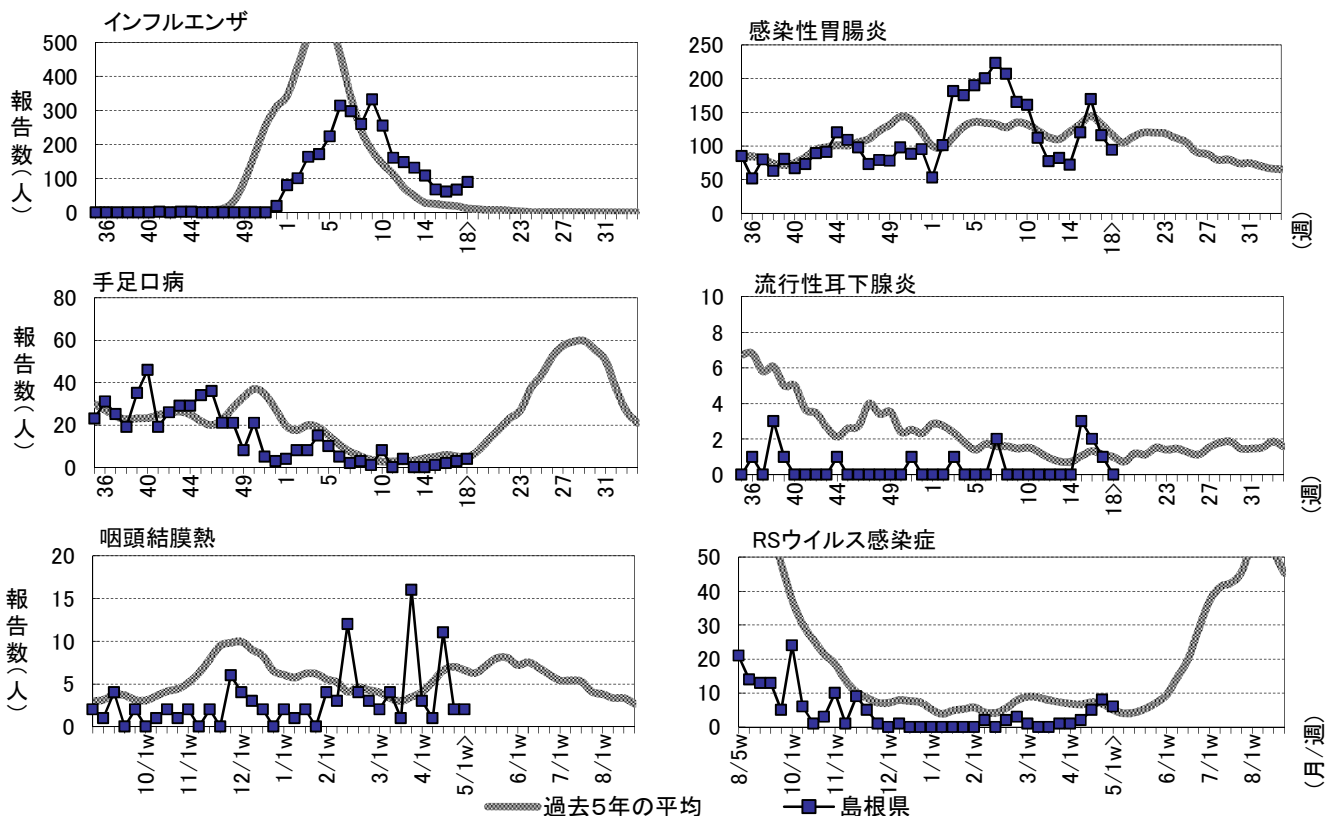 インフルエンザ
500
400
300
200
100
0
報告数(人)
36
40
44
49
1
5
10
14
18>
23
27
31
感染性胃腸炎
250
200
150
100
50
0
36
40
44
49
1
5
10
14
18>
23
27
31
(週)
手足口病
80
60
40
20
0
報告数(人)
36
40
44
49
1
5
10
14
18>
23
27
31
流行性耳下腺炎
10
8
6
4
2
0
36
40
44
49
1
5
10
14
18>
23
27
31
(週)
咽頭結膜熱
20
15
10
5
0
報告数(人)
10/1w
11/1w
12/1w
1/1w
2/1w
3/1w
4/1w
5/1w>
6/1w
7/1w
8/1w
RSウイルス感染症
50
40
30
20
10
0
8/5w
10/1w
11/1w
12/1w
1/1w
2/1w
3/1w
4/1w
5/1w>
6/1w
7/1w
8/1w
(月/週)
過去5年の平均
島根県